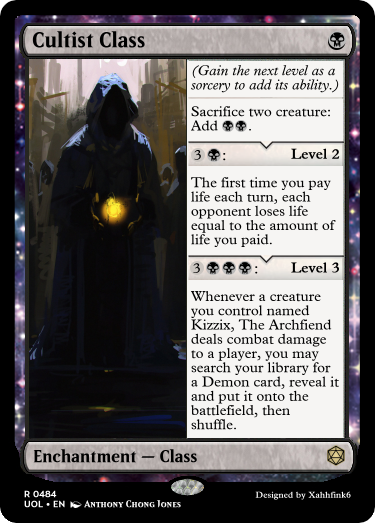 Cultist Class
(Gain the next level as a
sorcery to add its ability.)
Sacrifice two creature:
Add .
3 : Level 2
The first time you pay
life each turn, each
opponent loses life
equal to the amount of
life you paid.
3 : Level 3
Whenever a creature
you control named
Kizzix, The Archfiend
deals combat damage
to a player, you may
search your library for
a Demon card, reveal it
and put it onto the
battlefield, then
shuffle.
Enchantment — Class
R 0484
UOL • EN Anthony Chong Jones
Designed by Xahhfink6